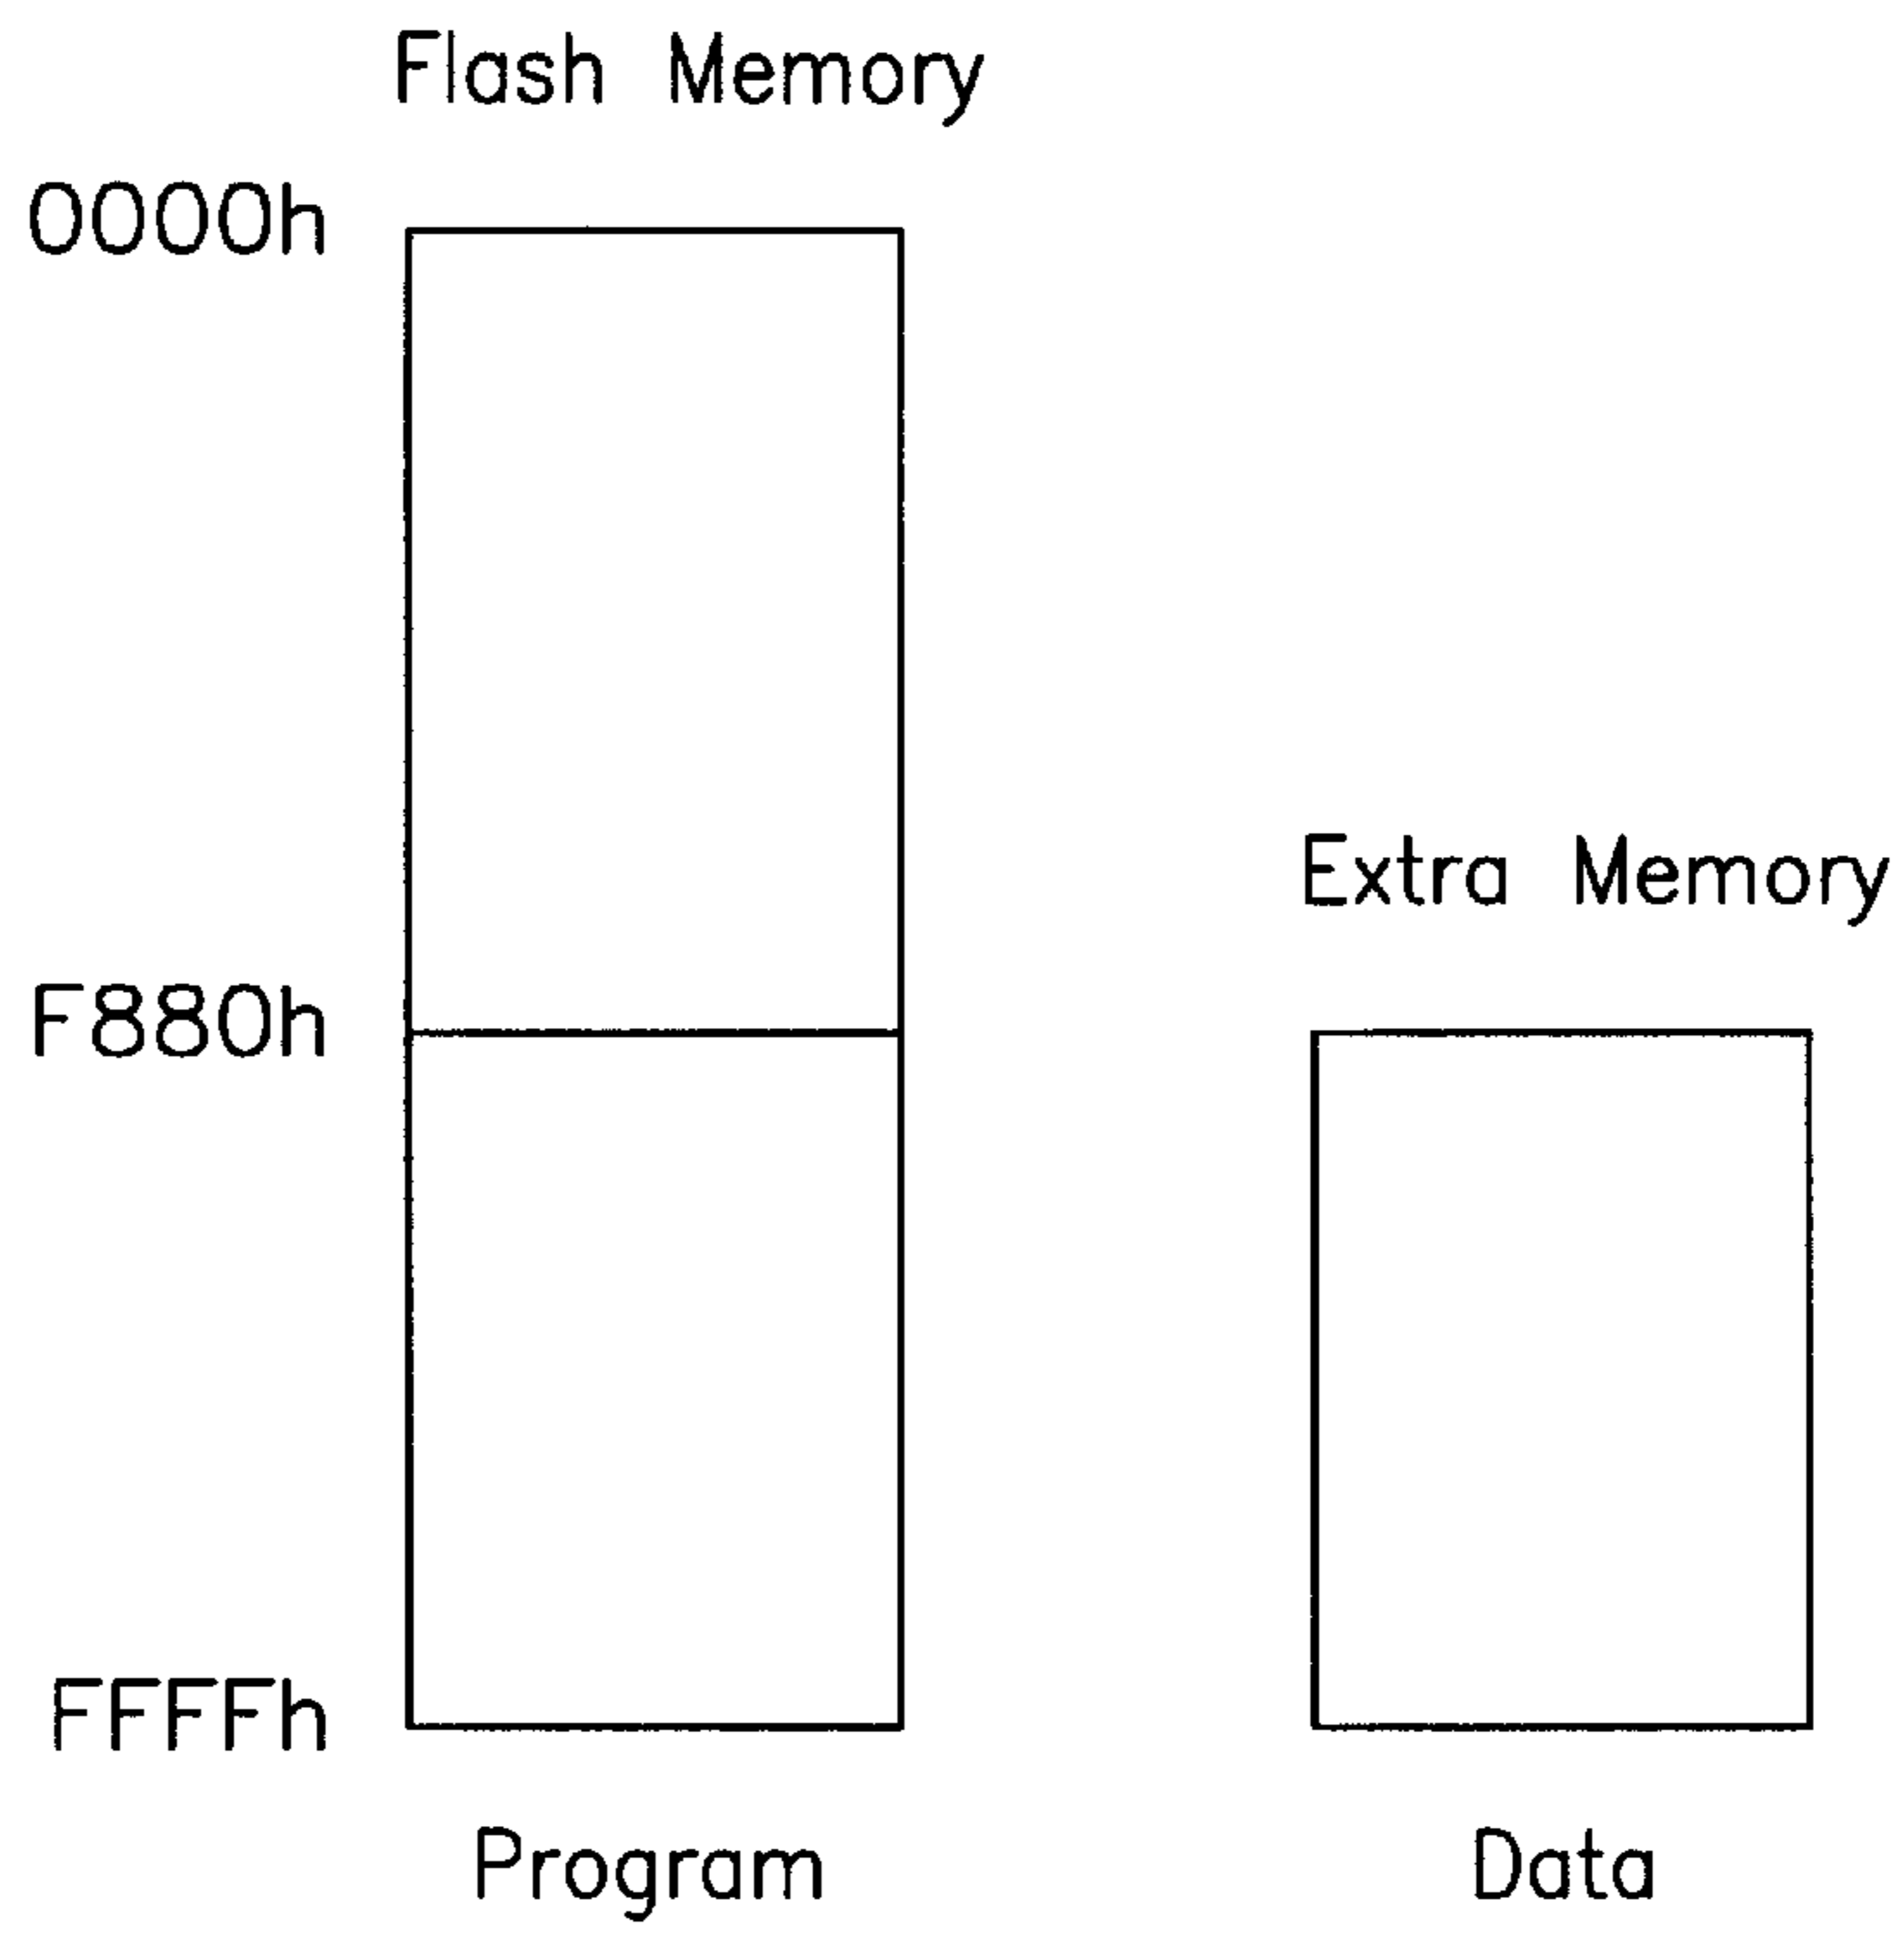 Flash Memory
0000h
Extra Memory
F880h
FFFFh
Program
Data